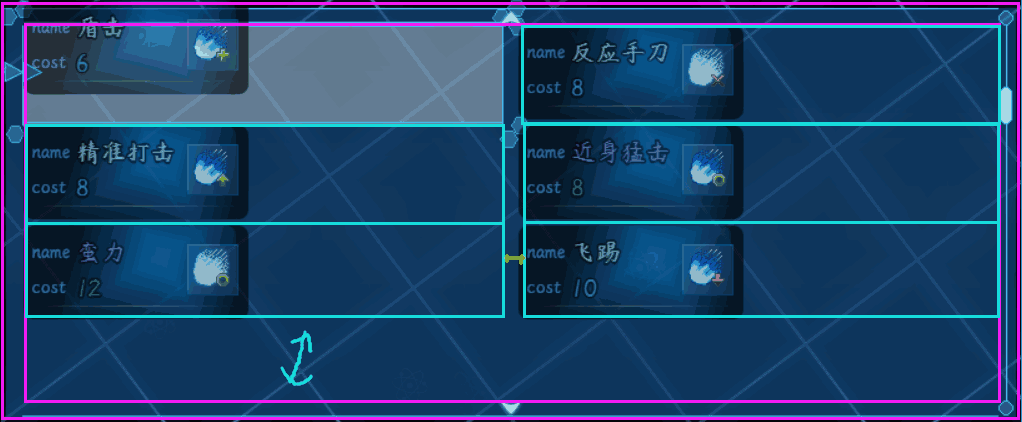 name 盾击
cost 6
name 反应手刀
cost 8
name 精准打击
cost 8
name 近身猛击
cost 8
name 蛮力
cost 12
name 飞踢
cost 10